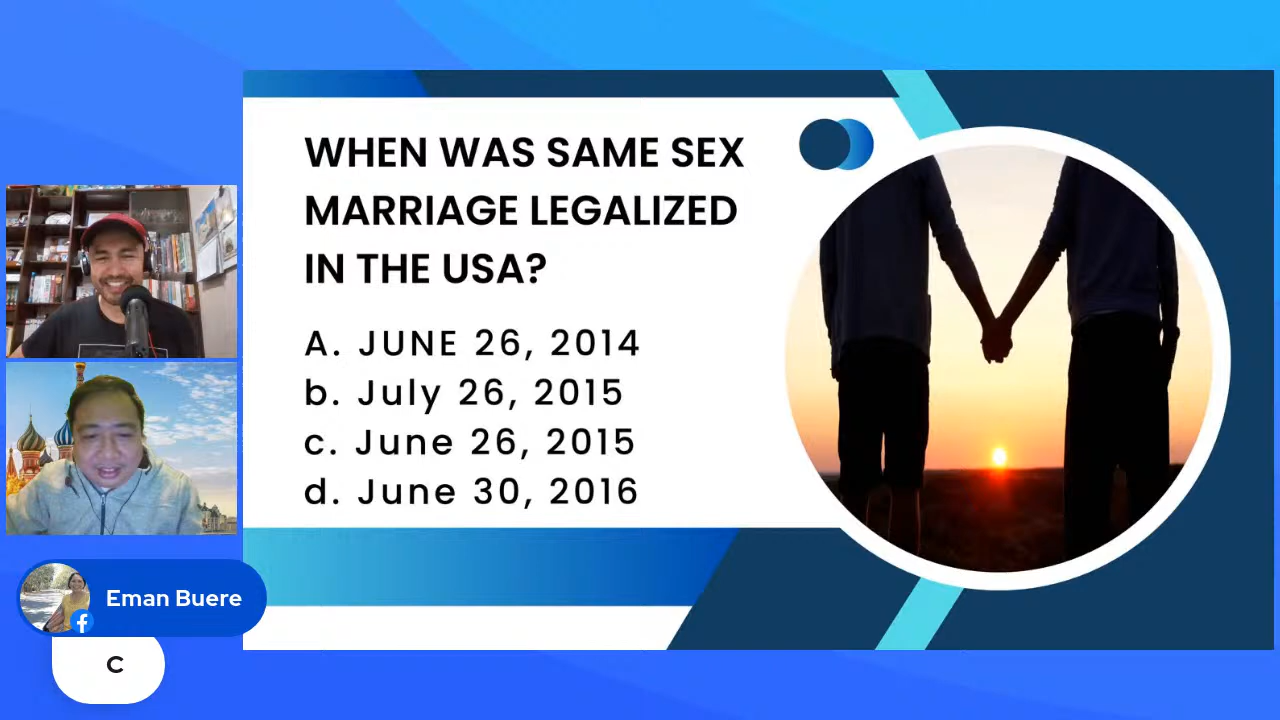 WHEN WAS SAME SEX
MARRIAGE LEGALIZED
IN THE USA?
A. JUNE 26, 2014
b. July 26, 2015
c. June 26, 2015
d. June 30, 2016
Eman Buere
C